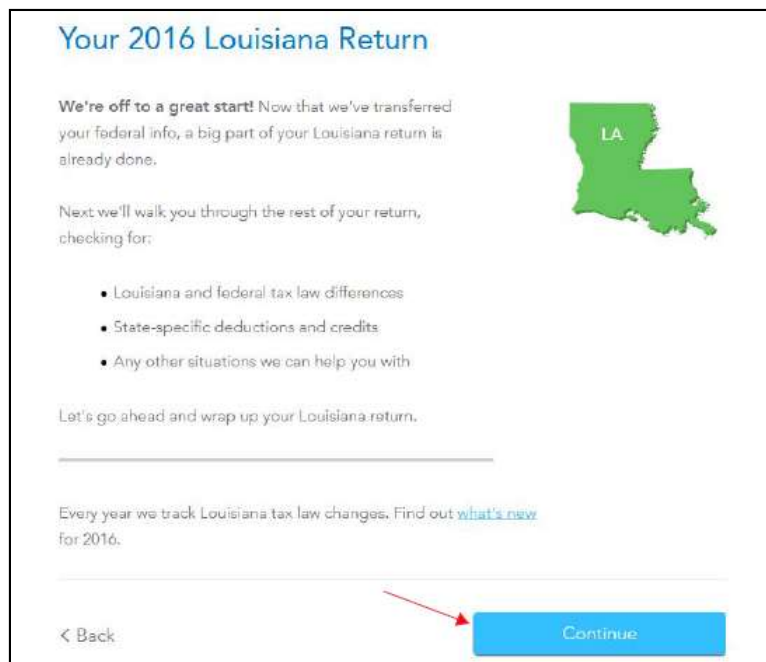 Your 2016 Louisiana Return
We're off to a great start! Now that we've transferred
your federal info, a big part of your Louisiana return is
already done.
LA
Next we'll walk you through the rest of your return,
checking for:
• Louisiana and federal tax law differences
• State-specific deductions and credits
• Any other situations we can help you with
Let's go ahead and wrap up your Louisiana return.
Every year we track Louisiana tax law changes. Find out what's new
for 2016.
< Back
Continue